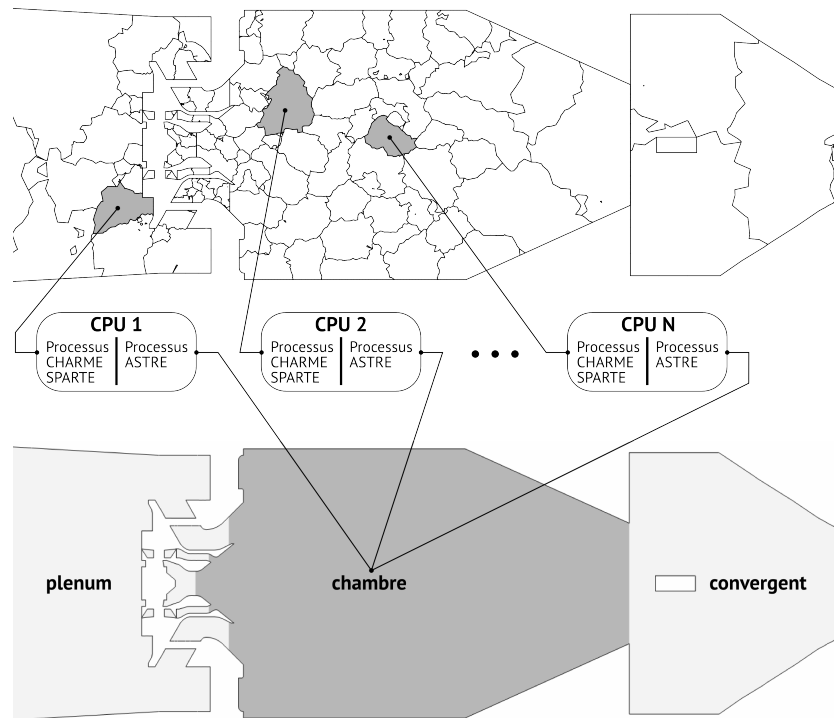 CPU 1
Processus
CHARME
SPARTE
Processus
ASTRE
CPU 2
Processus
CHARME
SPARTE
Processus
ASTRE
CPU N
Processus
CHARME
SPARTE
Processus
ASTRE
plenum
chambre
convergent